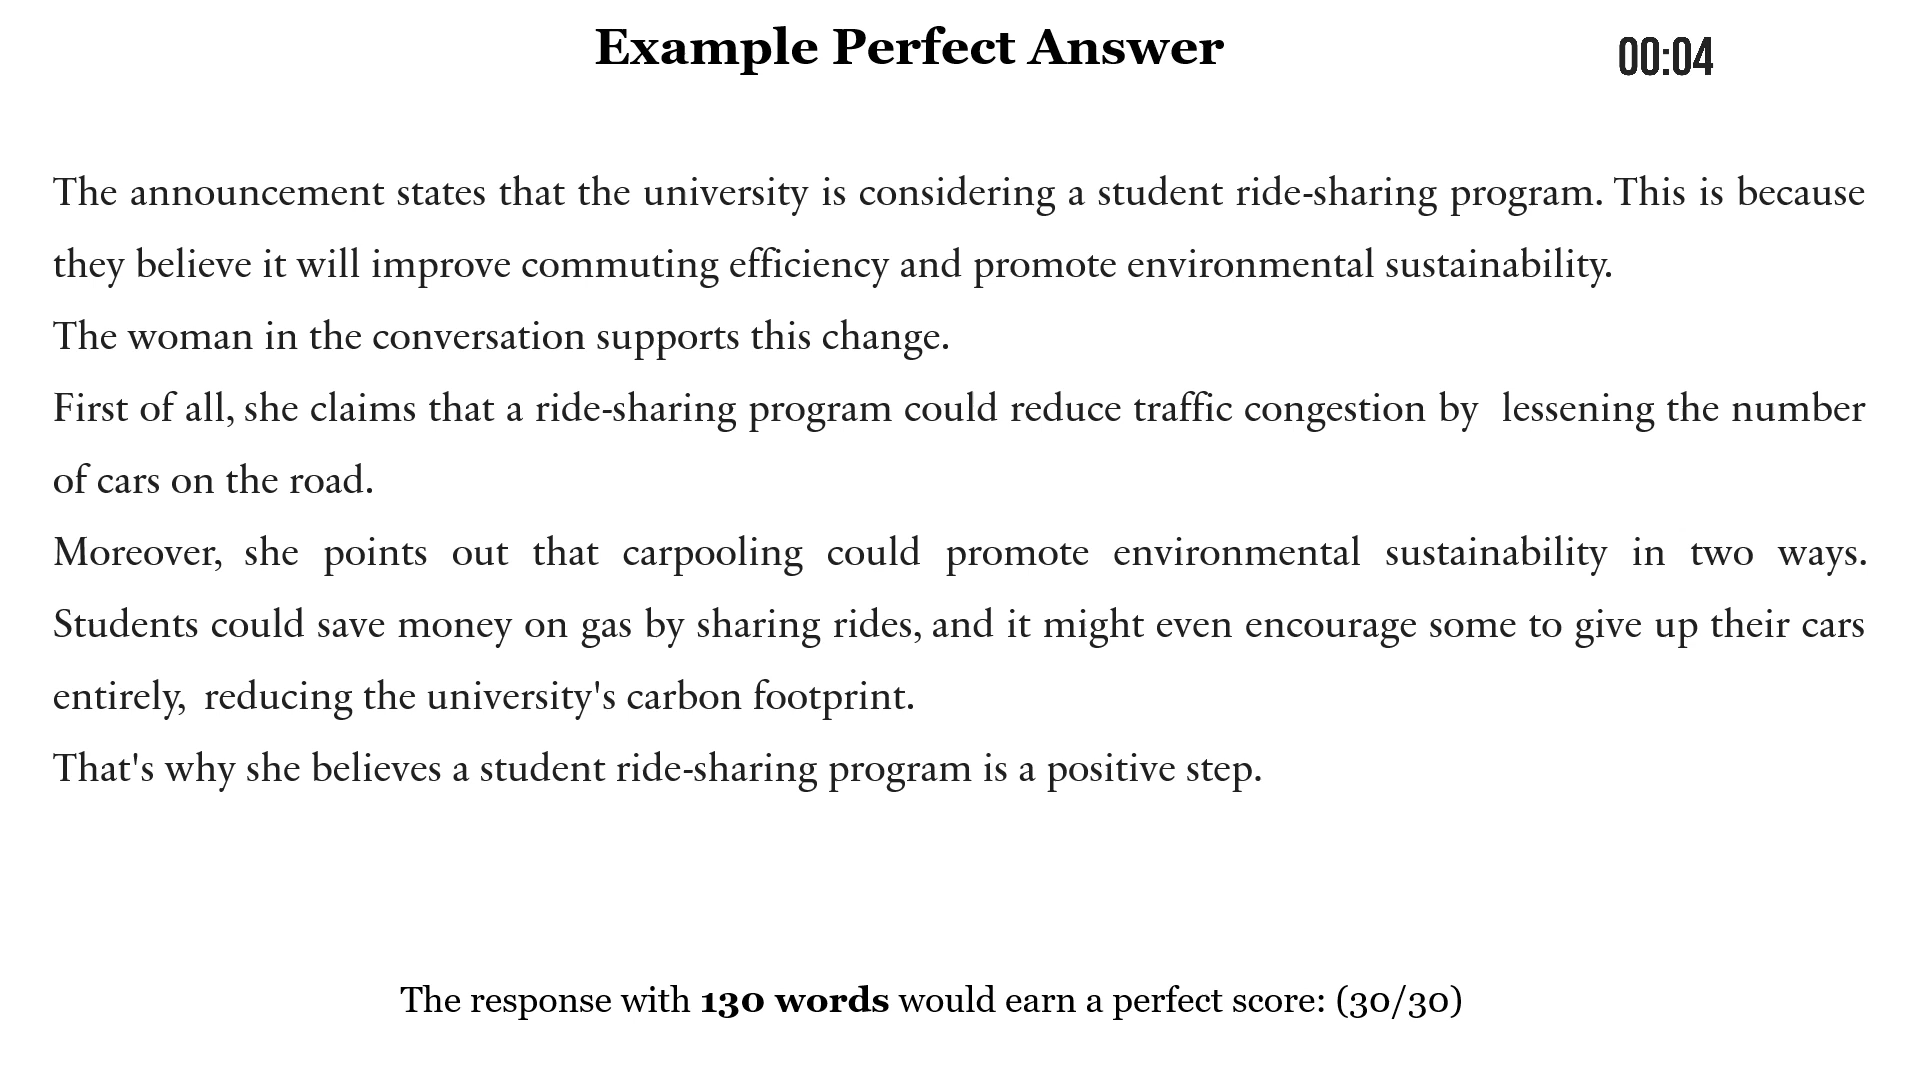 Example Perfect Answer
00:04
The announcement states that the university is considering a student ride-sharing program. This is because
they believe it will improve commuting efficiency and promote environmental sustainability.
The woman in the conversation supports this change.
First of all, she claims that a ride-sharing program could reduce traffic congestion by  lessening the number
of cars on the road.
Moreover, she points out that carpooling could promote environmental sustainability in two ways.
Students could save money on gas by sharing rides, and it might even encourage some to give up their cars
entirely,  reducing the university's carbon footprint.
That's why she believes a student ride-sharing program is a positive step.
The response with 130 words would earn a perfect score: (30/30)